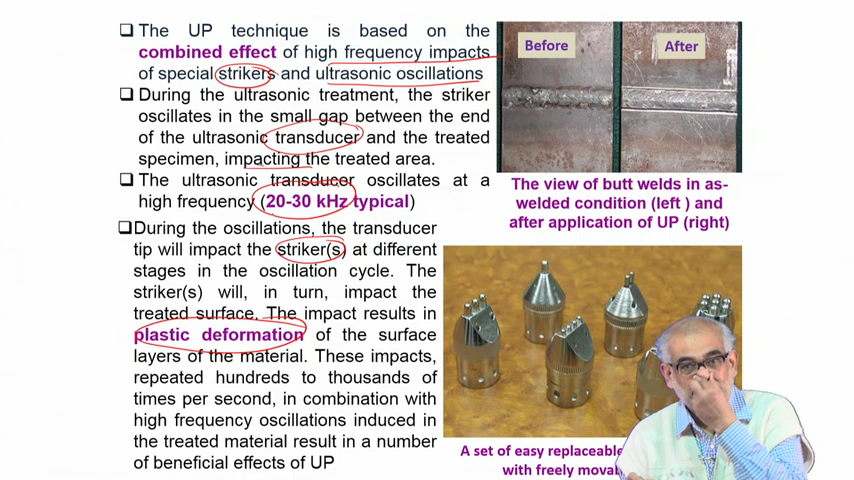 ❑ The UP technique is based on the
combined effect of high frequency impacts
of special strikers and ultrasonic oscillations
❑ During the ultrasonic treatment, the striker
oscillates in the small gap between the end
of the ultrasonic transducer and the treated
specimen, impacting the treated area.
❑ The ultrasonic transducer oscillates at a
high frequency (20-30 kHz typical)
❑During the oscillations, the transducer
tip will impact the striker(s) at different
stages in the oscillation cycle. The
striker(s) will, in turn, impact the
treated surface. The impact results in
plastic deformation of the surface
layers of the material. These impacts,
repeated hundreds to thousands of
times per second, in combination with
high frequency oscillations induced in
the treated material result in a number
of beneficial effects of UP
Before
After
The view of butt welds in as-
welded condition (left ) and
after application of UP (right)
A set of easy replaceable
with freely